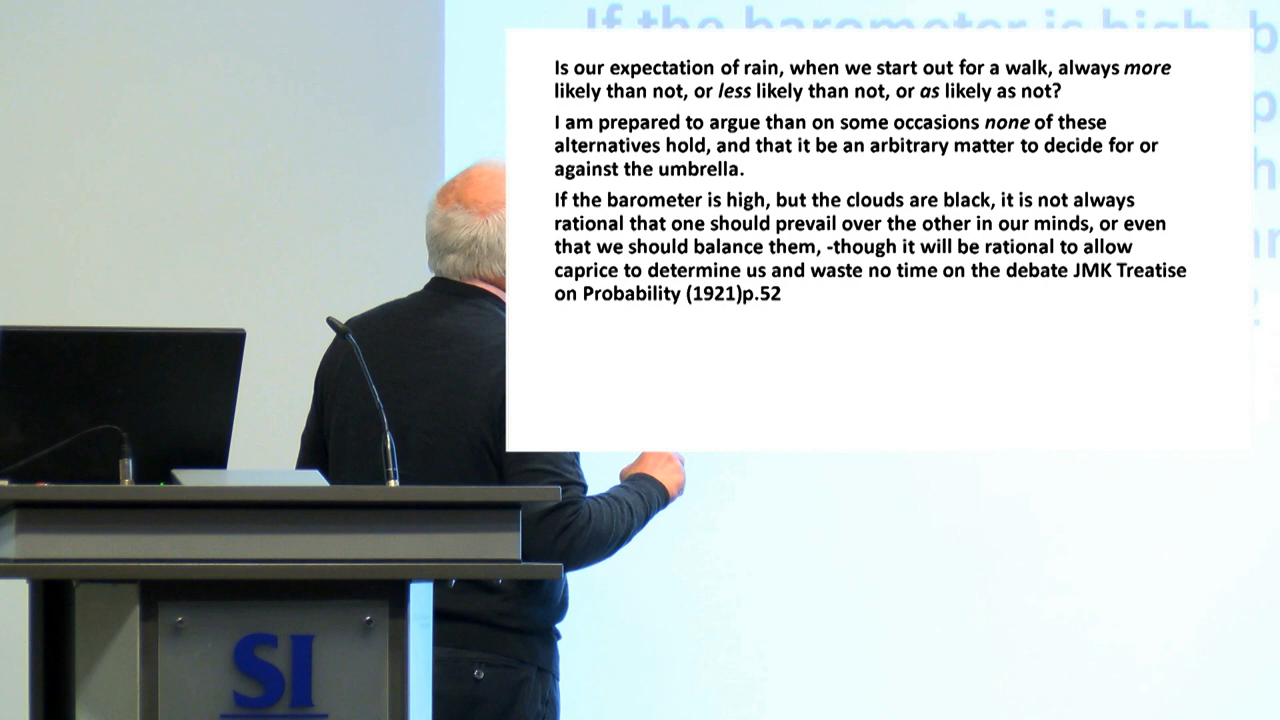 If the barometer is high, b
Is our expectation of rain, when we start out for a walk, always more
likely than not, or less likely than not, or as likely as not?
I am prepared to argue than on some occasions none of these
alternatives hold, and that it be an arbitrary matter to decide for or
against the umbrella.
If the barometer is high, but the clouds are black, it is not always
rational that one should prevail over the other in our minds, or even
that we should balance them, -though it will be rational to allow
caprice to determine us and waste no time on the debate JMK Treatise
on Probability (1921)p.52
SI